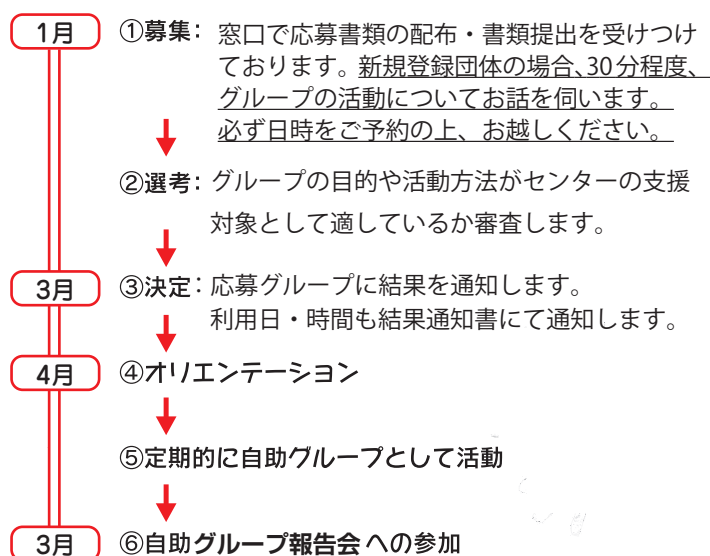 1月 ①募集： 窓口で応募書類の配布・書類提出を受けつけ
ております。新規登録団体の場合、30分程度、
グループの活動についてお話を伺います。
必ず日時をご予約の上、お越しください。
②選考：グループの目的や活動方法がセンターの支援
対象として適しているか審査します。
3月 ③決定：応募グループに結果を通知します。
利用日・時間も結果通知書にて通知します。
4月 ④オリエンテーション
⑤定期的に自助グループとして活動
3月 ⑥自助グループ報告会への参加